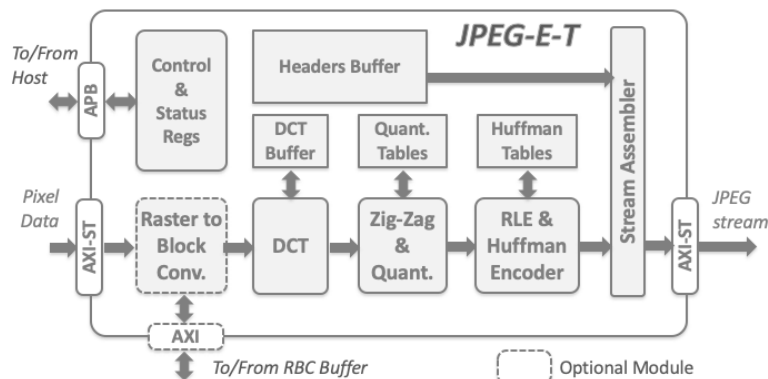 JPEG-E-T
To/From
Host
APB
Control
&
Status
Regs
Headers Buffer
DCT
Buffer
Quant.
Tables
Huffman
Tables
Stream Assembler
Pixel
Data
AXI-ST
Raster to
Block
Conv.
DCT
Zig-Zag
&
Quant.
RLE &
Huffman
Encoder
AXI-ST
JPEG
stream
AXI
To/From RBC Buffer
Optional Module